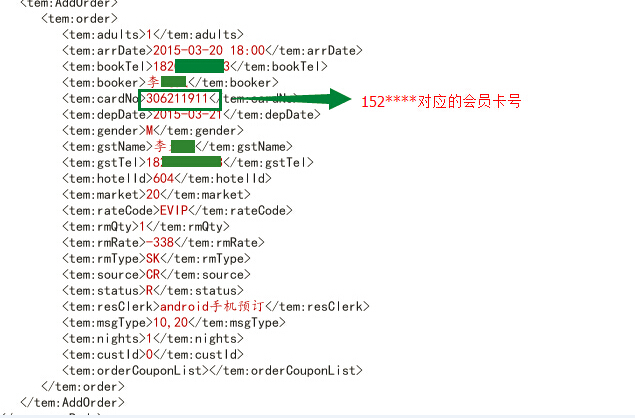 <tem:AddOrder>
<tem:order>
<tem:adults>1</tem:adults>
<tem:arrDate>2015-03-20 18:00</tem:arrDate>
<tem:bookTel>182 3</tem:bookTel>
<tem:booker>李</tem:booker>
<tem:cardNo>306211911</tem:cardNo> 152****对应的会员卡号
<tem:depDate>2015-03-21</tem:depDate>
<tem:gender>M</tem:gender>
<tem:gstName>李</tem:gstName>
<tem:gstTel>18</tem:gstTel>
<tem:hotelId>604</tem:hotelId>
<tem:market>20</tem:market>
<tem:rateCode>EVIP</tem:rateCode>
<tem:rmQty>1</tem:rmQty>
<tem:rmRate>-338</tem:rmRate>
<tem:rmType>SK</tem:rmType>
<tem:source>CR</tem:source>
<tem:status>R</tem:status>
<tem:resClerk>android手机预订</tem:resClerk>
<tem:msgType>10,20</tem:msgType>
<tem:nights>1</tem:nights>
<tem:custId>0</tem:custId>
<tem:orderCouponList></tem:orderCouponList>
</tem:order>
</tem:AddOrder>